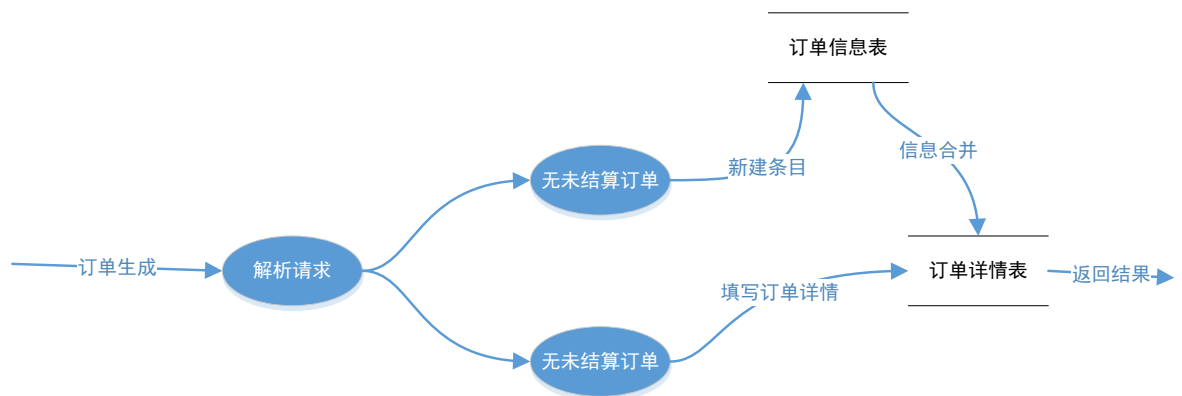 订单信息表
新建条目
信息合并
无未结算订单
订单生成
解析请求
订单详情表
返回结果
填写订单详情
无未结算订单